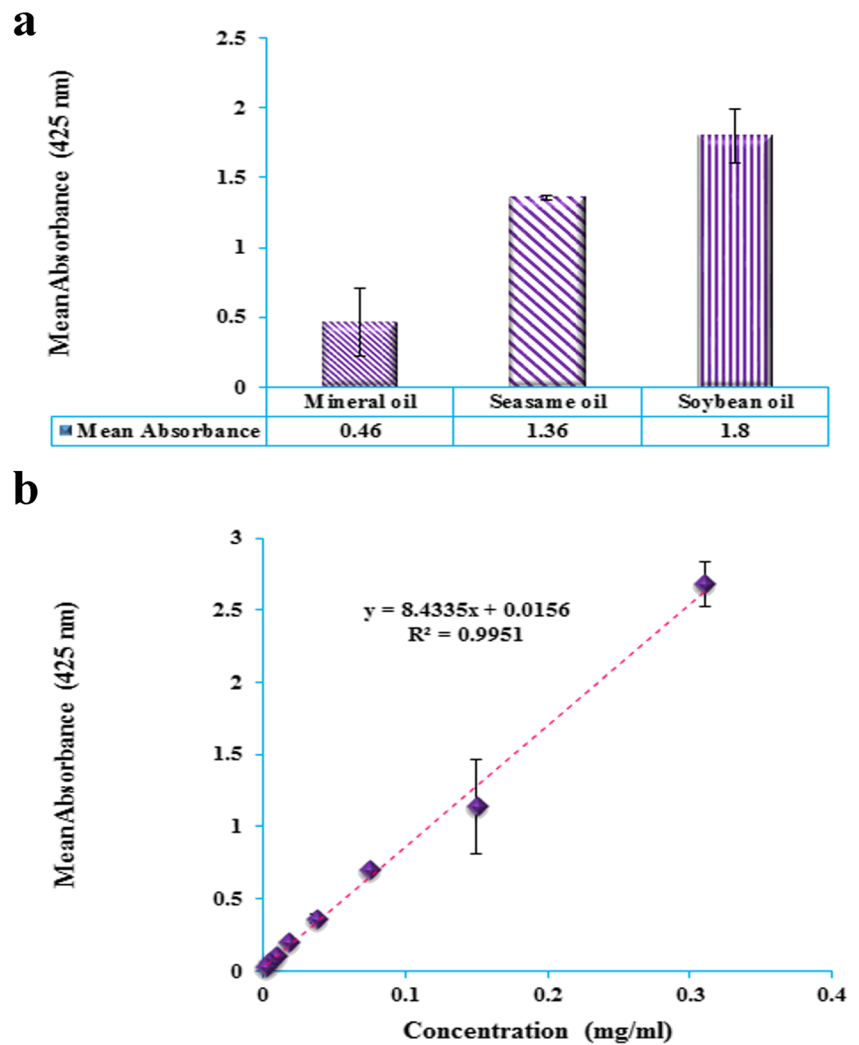 a
MeanAbsorbance (425 nm)
2.5
2
1.5
1
0.5
0
Mineral oil Seasame oil Soybean oil
Mean Absorbance 0.46 1.36 1.8
b
MeanAbsorbance (425 nm)
3
2.5
2
1.5
1
0.5
0
y = 8.4335x + 0.0156
R² = 0.9951
0 0.1 0.2 0.3 0.4
Concentration (mg/ml)